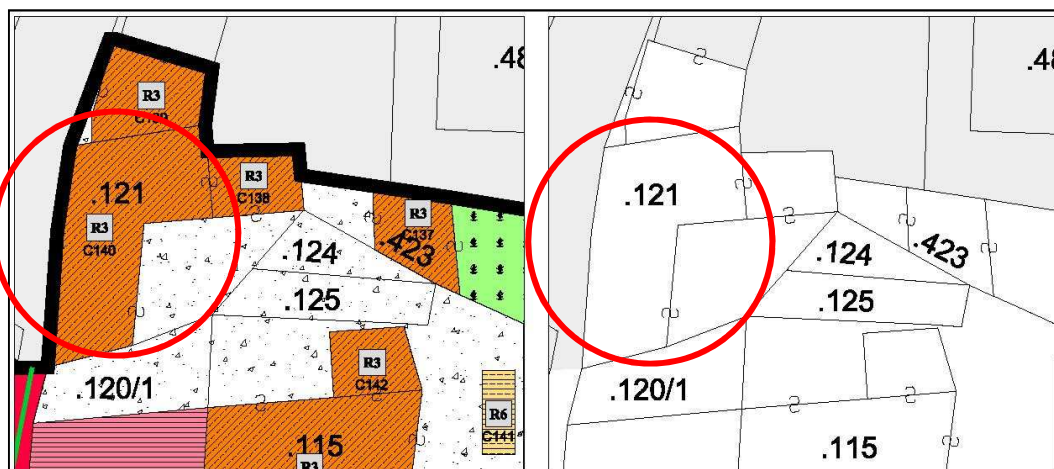 .48
R3
C139
.121
R3
C138
R3
C140
R3
C137
.423
.124
.125
R3
C142
.120/1
R6
C141
.115
R3
.48
.121
.423
.124
.125
.120/1
.115